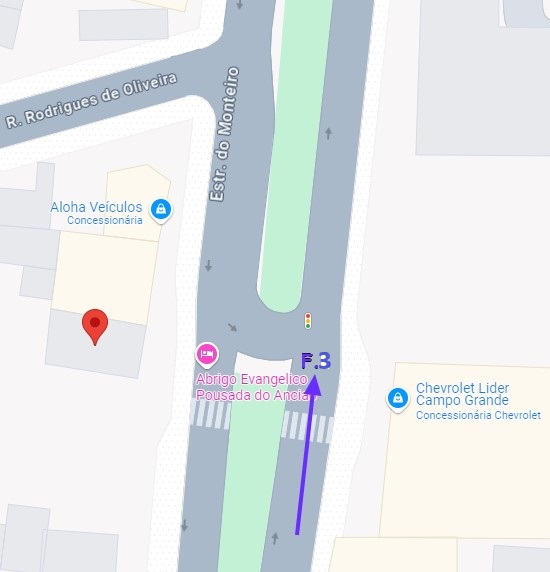 R. Rodrigues de Oliveira
Estr. do Monteiro
Aloha Veículos
Concessionária
F.3
Abrigo Evangelico
Pousada do Ancia
Chevrolet Lider
Campo Grande
Concessionária Chevrolet